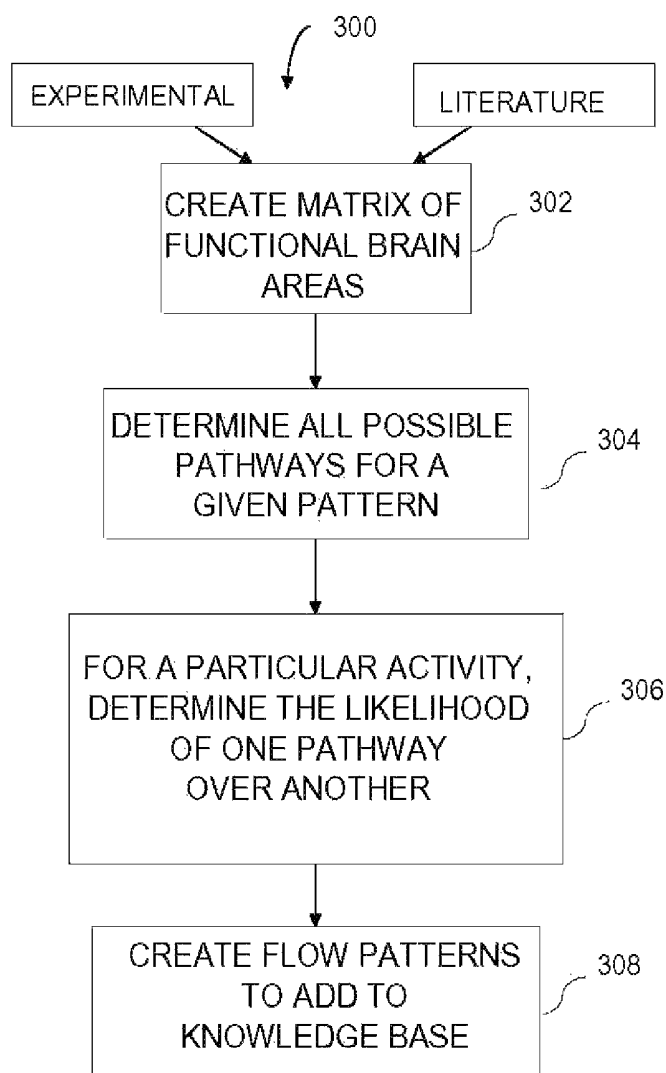 300
EXPERIMENTAL
LITERATURE
CREATE MATRIX OF
FUNCTIONAL BRAIN
AREAS
302
DETERMINE ALL POSSIBLE
PATHWAYS FOR A
GIVEN PATTERN
304
FOR A PARTICULAR ACTIVITY,
DETERMINE THE LIKELIHOOD
OF ONE PATHWAY
OVER ANOTHER
306
CREATE FLOW PATTERNS
TO ADD TO
KNOWLEDGE BASE
308